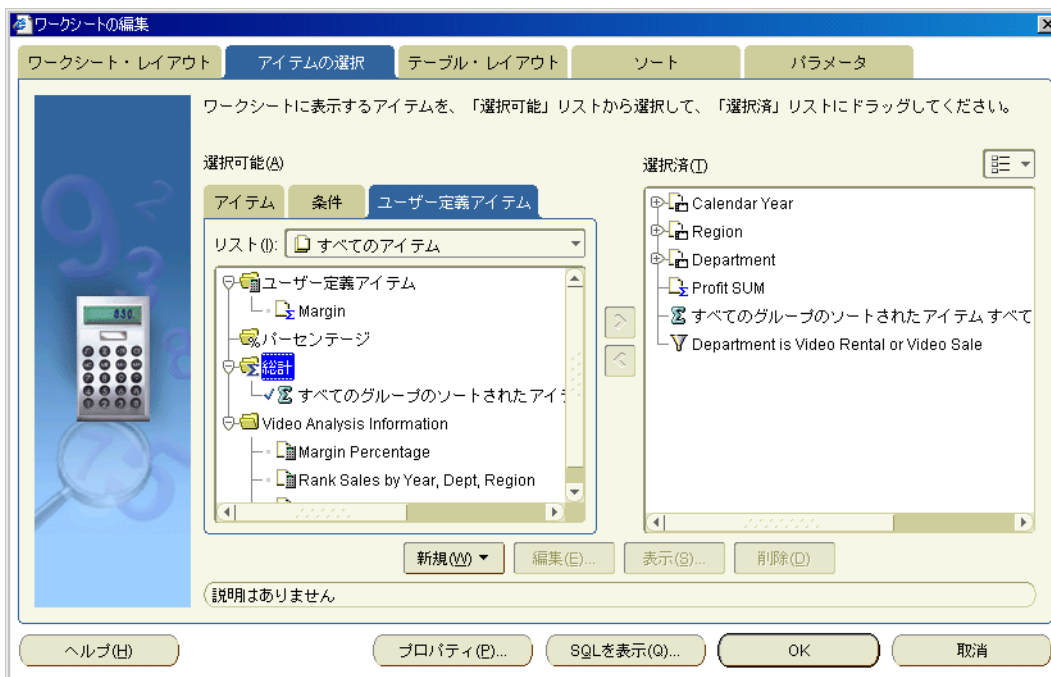 ワークシートの編集
ワークシート・レイアウト アイテムの選択 テーブル・レイアウト ソート パラメータ
ワークシートに表示するアイテムを、「選択可能」リストから選択して、「選択済」リストにドラッグしてください。
選択可能(A)
アイテム 条件 ユーザー定義アイテム
リスト(I): すべてのアイテム
ユーザー定義アイテム
Margin
パーセンテージ
総計
すべてのグループのソートされたアイ
Video Analysis Information
Margin Percentage
Rank Sales by Year, Dept, Region
選択済(T)
Calendar Year
Region
Department
Profit SUM
すべてのグループのソートされたアイテム すべて
Department is Video Rental or Video Sale
新規(W) 編集(E)... 表示(S)... 削除(D)
説明はありません
ヘルプ(H) プロパティ(P)... SQLを表示(Q)... OK 取消
830.